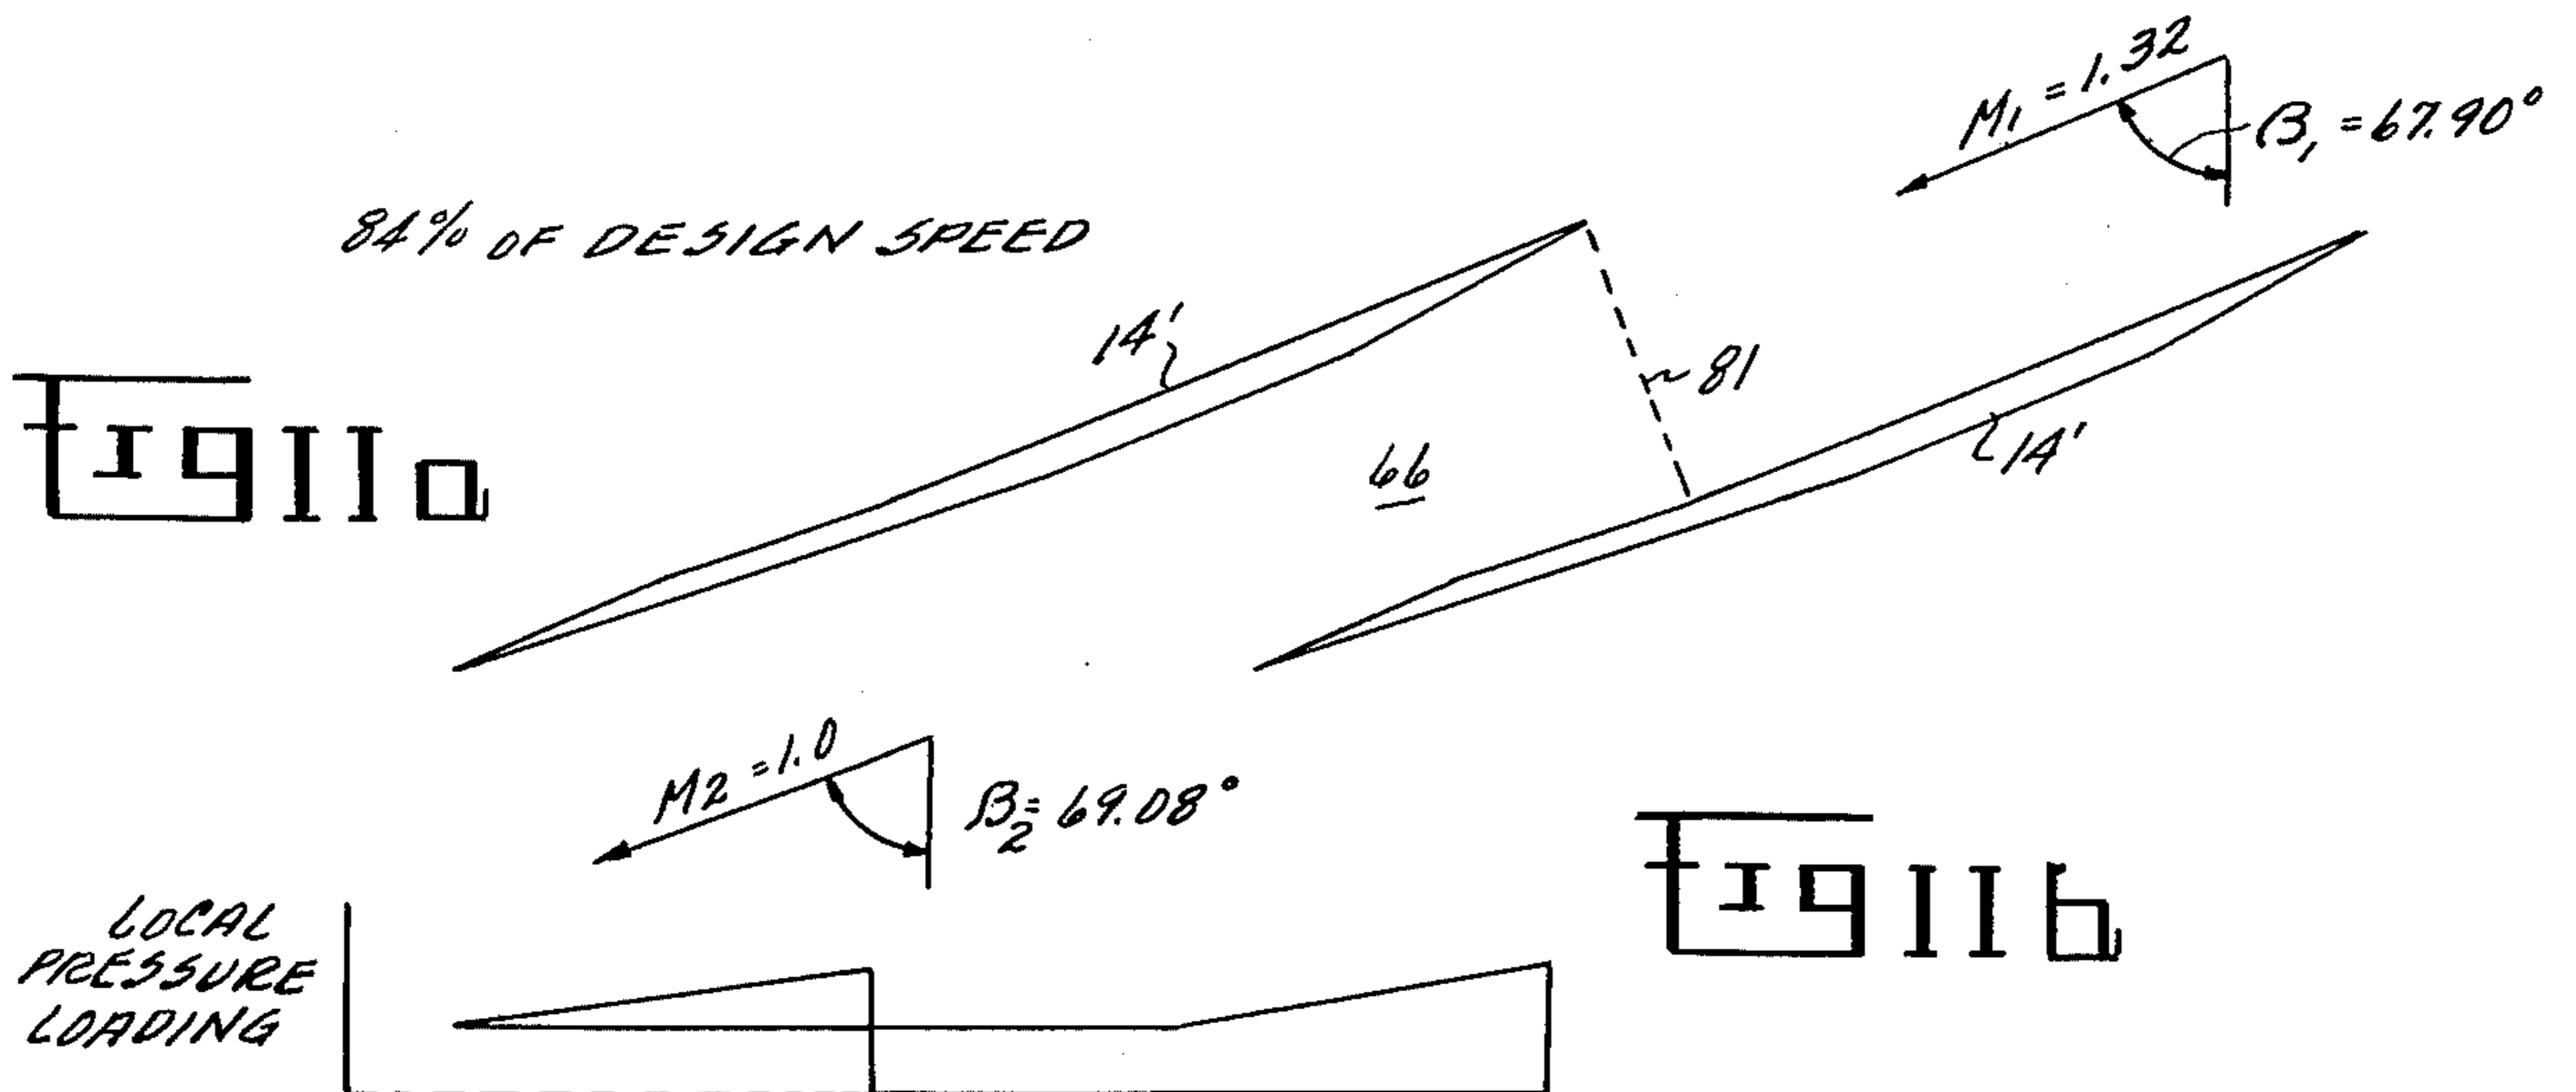 M1 = 1.32
β1 = 67.90°
84% OF DESIGN SPEED
14'
81
Fig 11a
66
14'
M2 = 1.0
β2 = 69.08°
Fig 11b
LOCAL
PRESSURE
LOADING